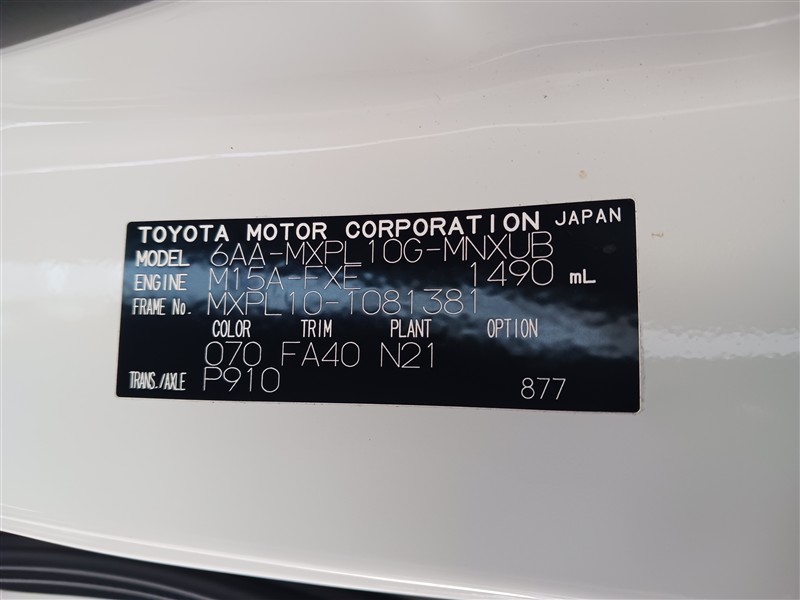 TOYOTA MOTOR CORPORATION JAPAN
MODEL 6AA-MXPL10G-MNXUB
ENGINE M15A-FXE 1490 mL
FRAME No. MXPL10-1081381
COLOR TRIM PLANT OPTION
070 FA40 N21
TRANS./AXLE P910 877